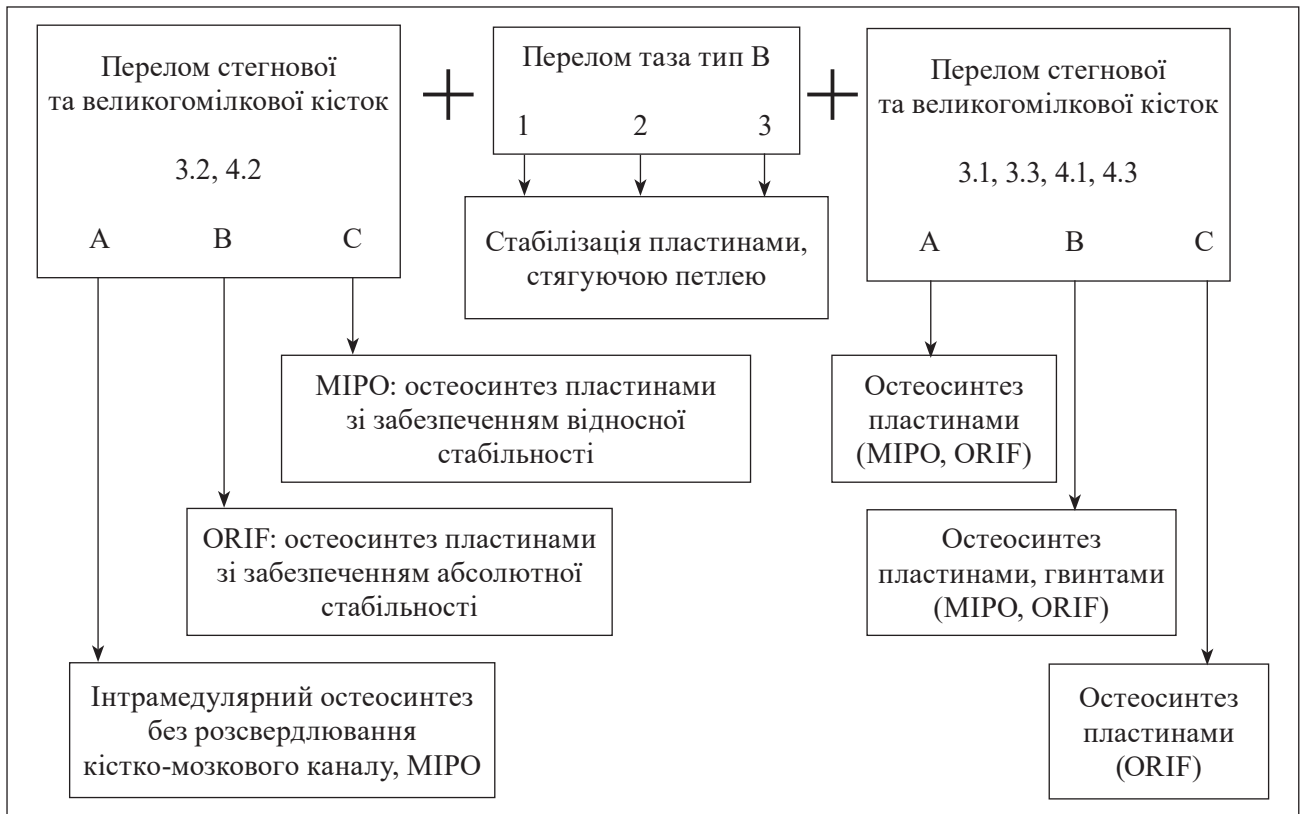 Перелом стегнової
та великогомілкової кісток
3.2, 4.2
A B C
+
Перелом таза тип В
1 2 3
+
Перелом стегнової
та великогомілкової кісток
3.1, 3.3, 4.1, 4.3
A B C
Стабілізація пластинами,
стягуючою петлею
МІРО: остеосинтез пластинами
зі забезпеченням відносної
стабільності
Остеосинтез
пластинами
(MIPO, ORIF)
ORIF: остеосинтез пластинами
зі забезпеченням абсолютної
стабільності
Остеосинтез
пластинами, гвинтами
(MIPO, ORIF)
Інтрамедулярний остеосинтез
без розсвердлювання
кістко-мозкового каналу, MIPO
Остеосинтез
пластинами
(ORIF)